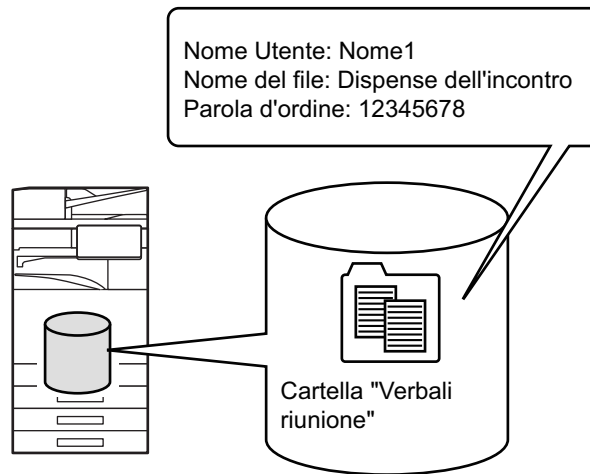 Nome Utente: Nome1
Nome del file: Dispense dell'incontro
Parola d'ordine: 12345678
Cartella "Verbali
riunione"